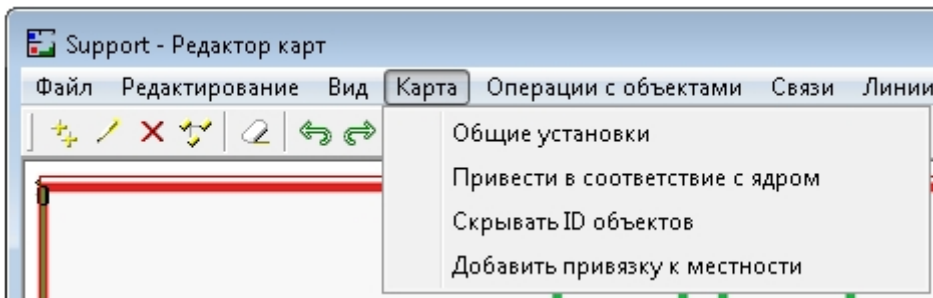 Support - Редактор карт
Файл Редактирование Вид Карта Операции с объектами Связи Линии
Общие установки
Привести в соответствие с ядром
Скрывать ID объектов
Добавить привязку к местности